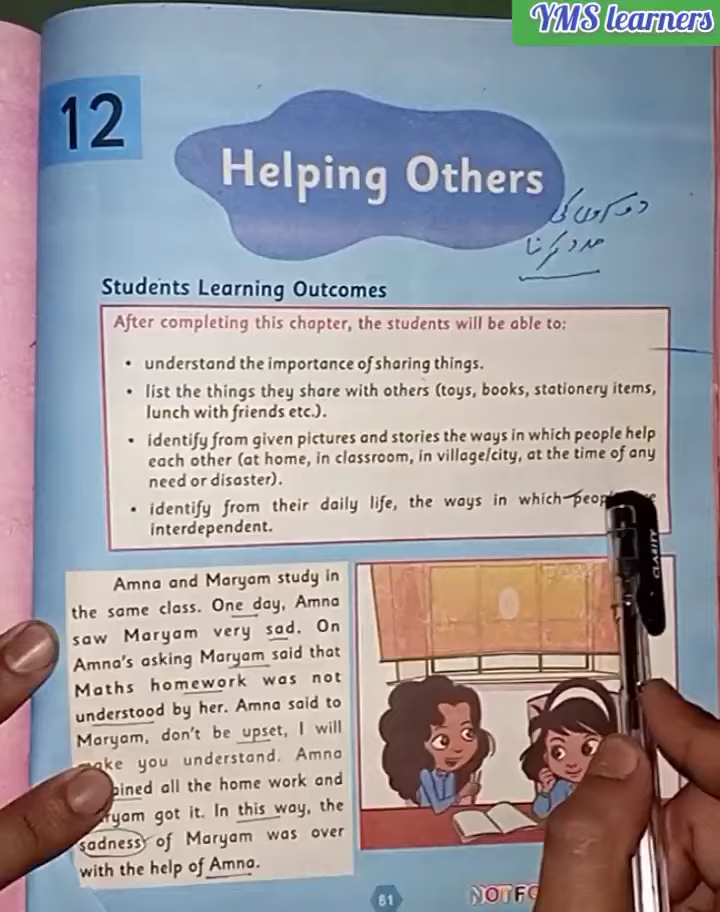 YMS learners
12
Helping Others
دوسروں کی
مدد کرنا
Students Learning Outcomes
After completing this chapter, the students will be able to:
• understand the importance of sharing things.
• list the things they share with others (toys, books, stationery items,
lunch with friends etc.).
• identify from given pictures and stories the ways in which people help
each other (at home, in classroom, in village/city, at the time of any
need or disaster).
• identify from their daily life, the ways in which
interdependent.
CLARITY
Amna and Maryam study in
the same class. One day, Amna
saw Maryam very sad. On
Amna's asking Maryam said that
Maths homework was not
understood by her. Amna said to
Maryam, don't be upset, I will
you understand. Amna
all the home work and
got it. In this way, the
sadness of Maryam was over
with the help of Amna.
81
NOT